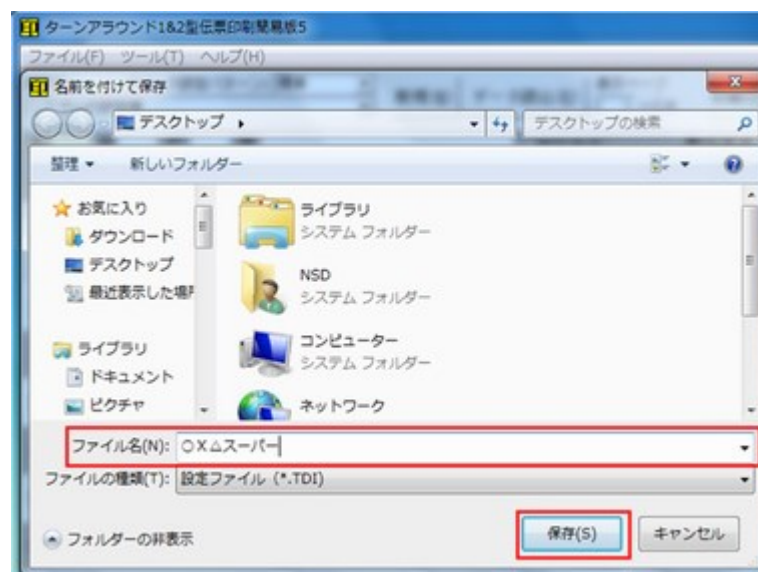 ターンアラウンド1&2型伝票印刷簡易版5
ファイル(F) ツール(T) ヘルプ(H)
名前を付けて保存
デスクトップ
デスクトップの検索
整理 新しいフォルダー
お気に入り
ダウンロード
デスクトップ
最近表示した場所
ライブラリ
ドキュメント
ピクチャ
ライブラリ
システム フォルダー
NSD
システム フォルダー
コンピューター
システム フォルダー
ネットワーク
ファイル名(N): ○X△スーパー
ファイルの種類(T): 設定ファイル (*.TDI)
フォルダーの非表示
保存(S)
キャンセル